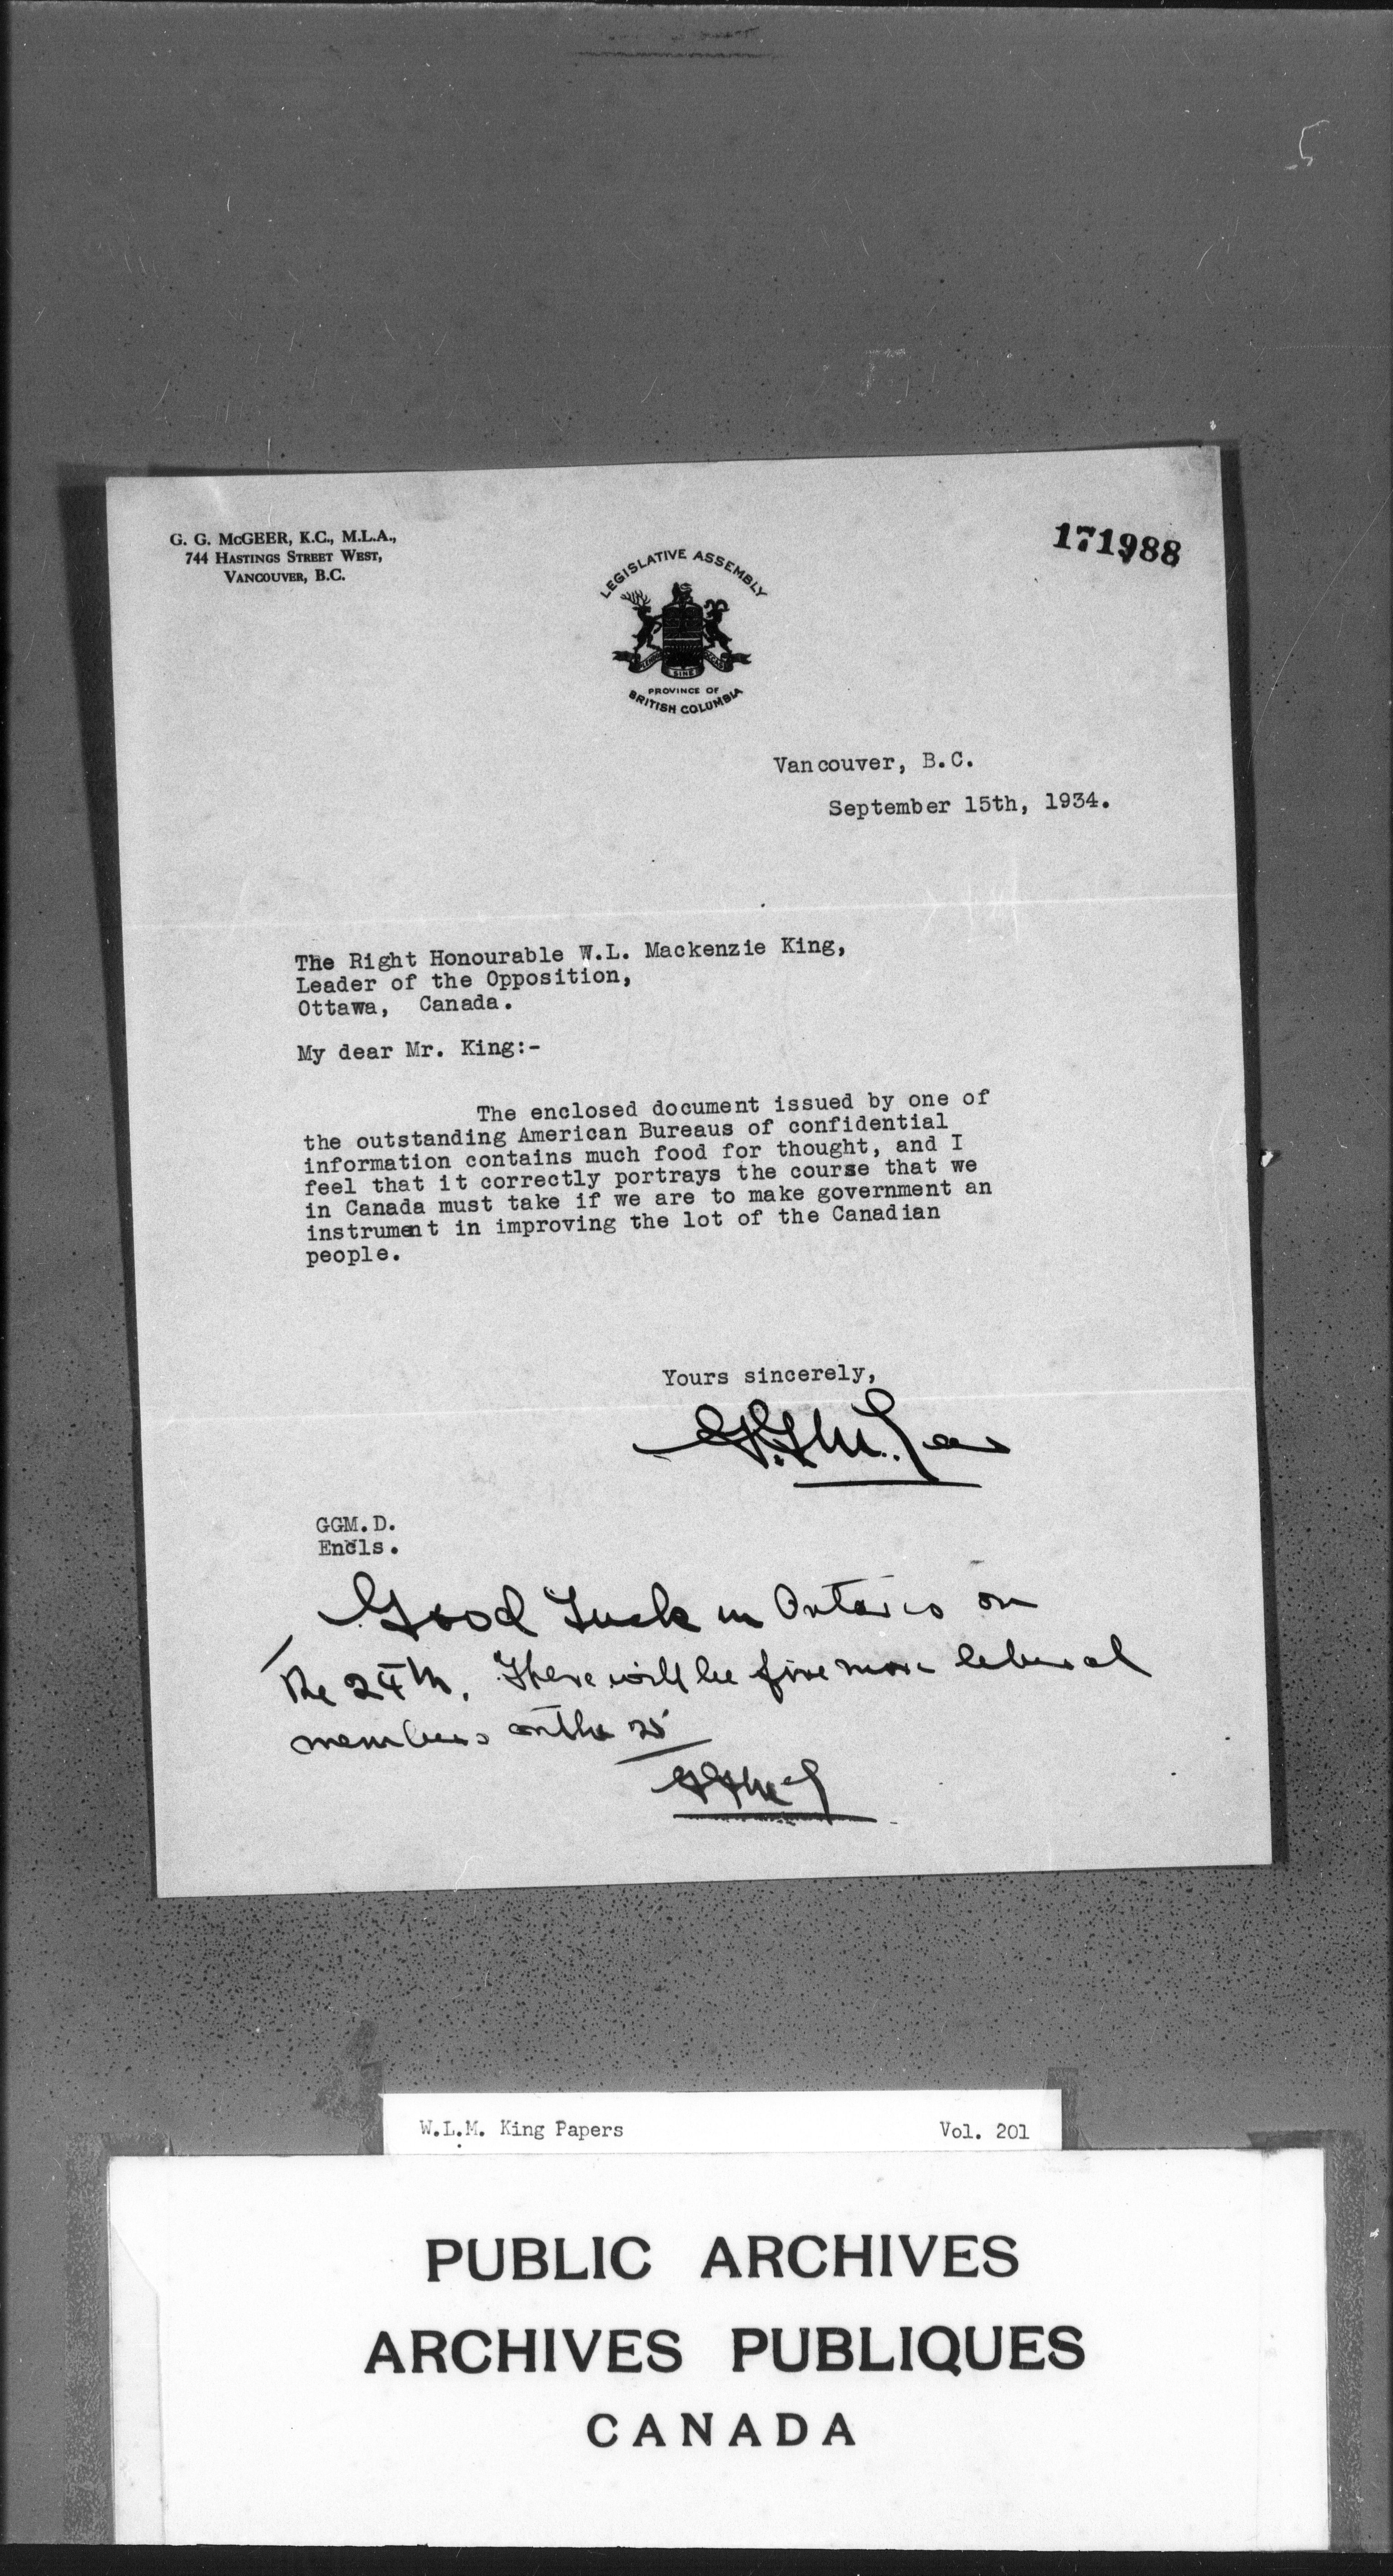 G. G. McGEER, K.C., M.L.A.,
744 HASTINGS STREET WEST,
VANCOUVER, B.C.
171988
LEGISLATIVE ASSEMBLY
SINE
PROVINCE OF
BRITISH COLUMBIA
Vancouver, B.C.
September 15th, 1934.
The Right Honourable W.L. Mackenzie King,
Leader of the Opposition,
Ottawa, Canada.
My dear Mr. King:-
The enclosed document issued by one of
the outstanding American Bureaus of confidential
information contains much food for thought, and I
feel that it correctly portrays the course that we
in Canada must take if we are to make government an
instrument in improving the lot of the Canadian
people.
Yours sincerely,
G.G. McGeer
GGM.D.
Encls.
Good Luck in Ontario on
the 24th. There will be five more liberal
members on the 25
GGMcG
W.L.M. King Papers Vol. 201
PUBLIC ARCHIVES
ARCHIVES PUBLIQUES
CANADA